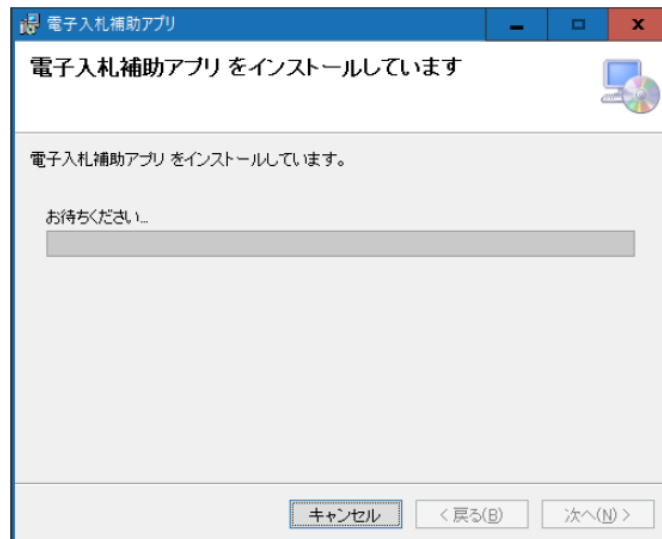 電子入札補助アプリ
電子入札補助アプリ をインストールしています
電子入札補助アプリ をインストールしています。
お待ちください...
キャンセル
< 戻る(B)
次へ(N) >